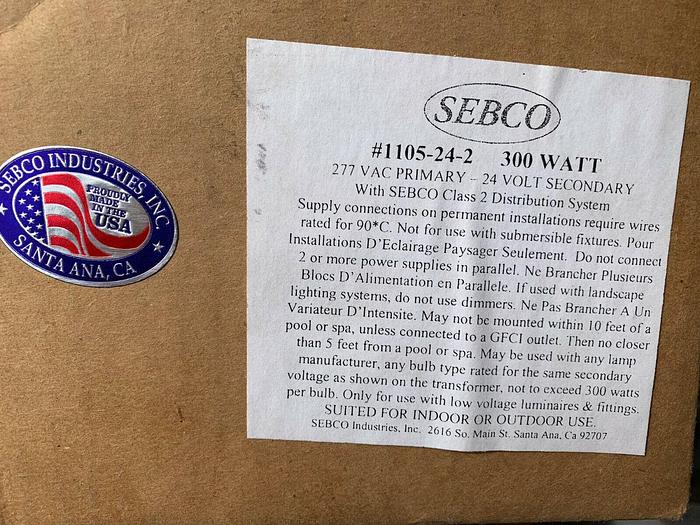 SEBCO INDUSTRIES, INC.
PROUDLY
MADE
IN THE
USA
SANTA ANA, CA
SEBCO
#1105-24-2 300 WATT
277 VAC PRIMARY - 24 VOLT SECONDARY
With SEBCO Class 2 Distribution System
Supply connections on permanent installations require wires
rated for 90*C. Not for use with submersible fixtures. Pour
Installations D'Eclairage Paysager Seulement. Do not connect
2 or more power supplies in parallel. Ne Brancher Plusieurs
Blocs D'Alimentation en Parallele. If used with landscape
lighting systems, do not use dimmers. Ne Pas Brancher A Un
Variateur D'Intensite. May not be mounted within 10 feet of a
pool or spa, unless connected to a GFCI outlet. Then no closer
than 5 feet from a pool or spa. May be used with any lamp
manufacturer, any bulb type rated for the same secondary
voltage as shown on the transformer, not to exceed 300 watts
per bulb. Only for use with low voltage luminaires & fittings.
SUITED FOR INDOOR OR OUTDOOR USE.
SEBCO Industries, Inc. 2616 So. Main St. Santa Ana, Ca 92707